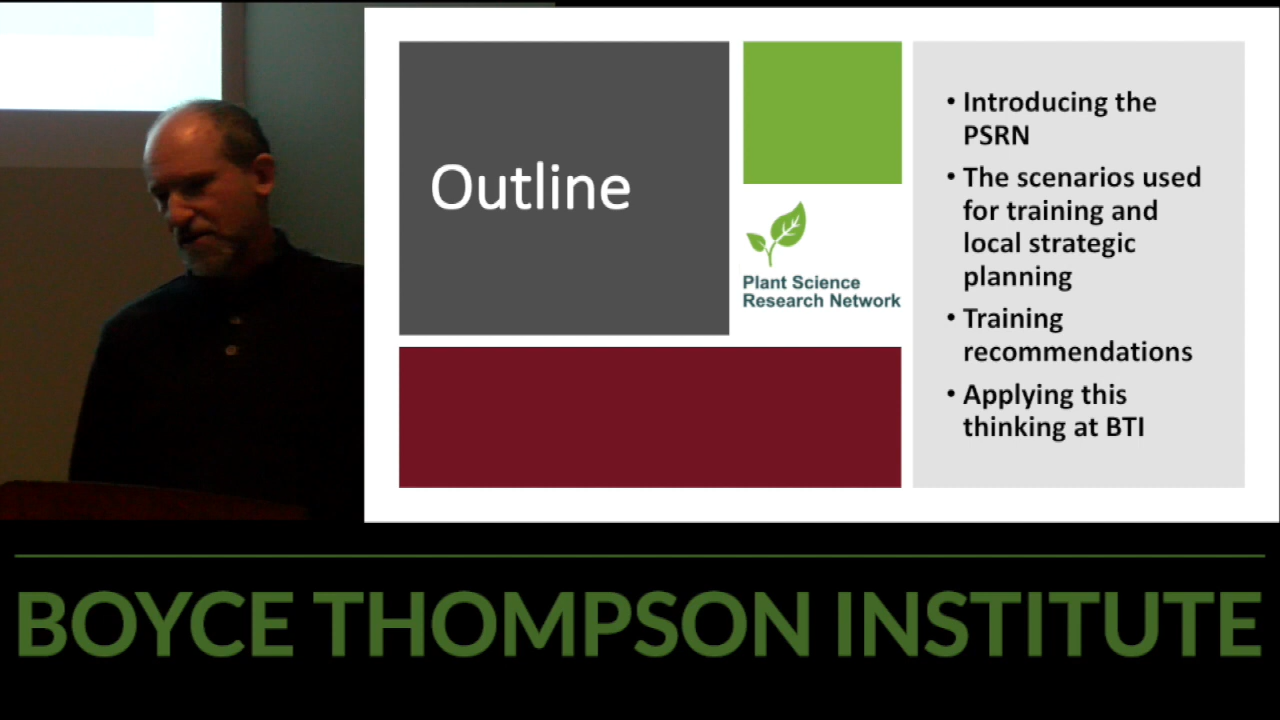 Outline
Plant Science
Research Network
• Introducing the
PSRN
• The scenarios used
for training and
local strategic
planning
• Training
recommendations
• Applying this
thinking at BTI
BOYCE THOMPSON INSTITUTE